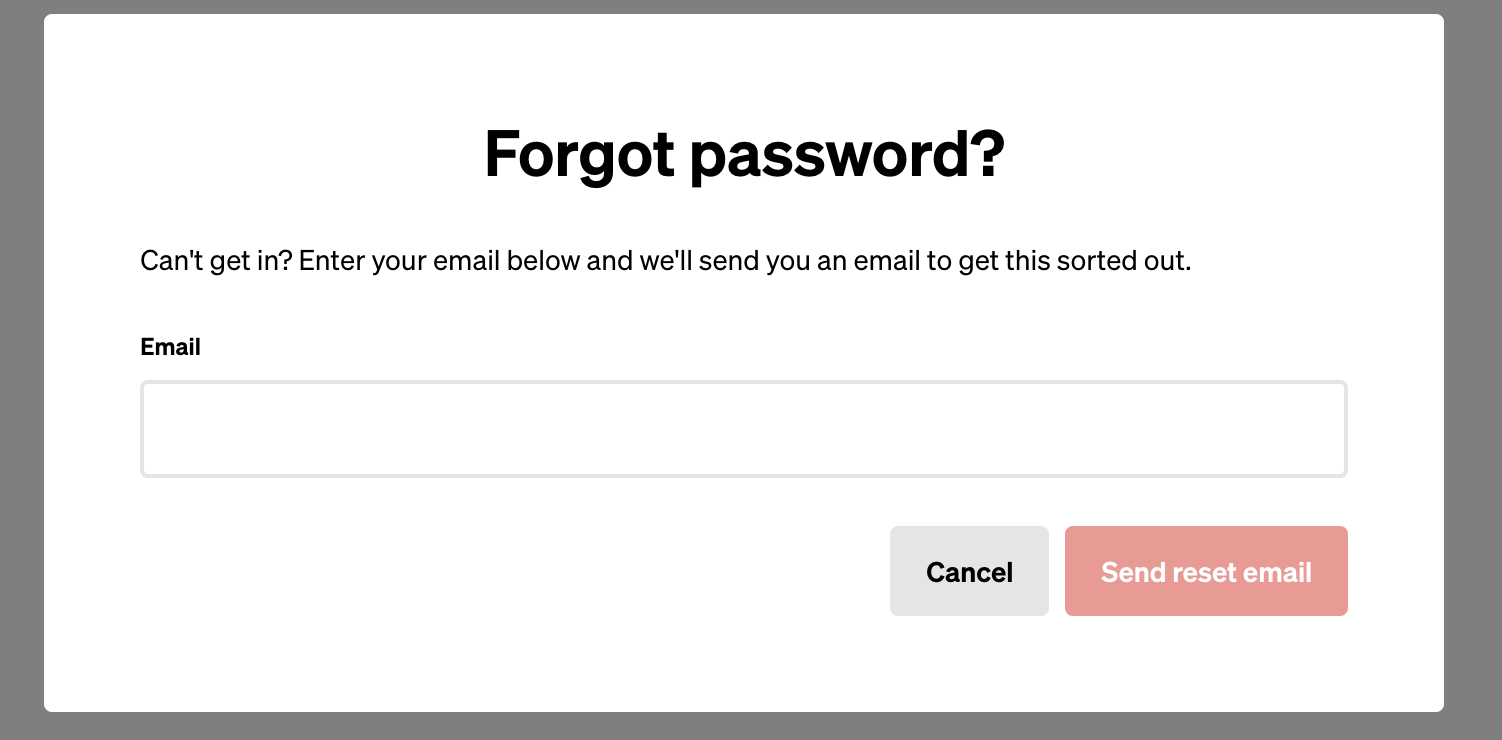 Forgot password?
Can't get in? Enter your email below and we'll send you an email to get this sorted out.
Email
Cancel
Send reset email